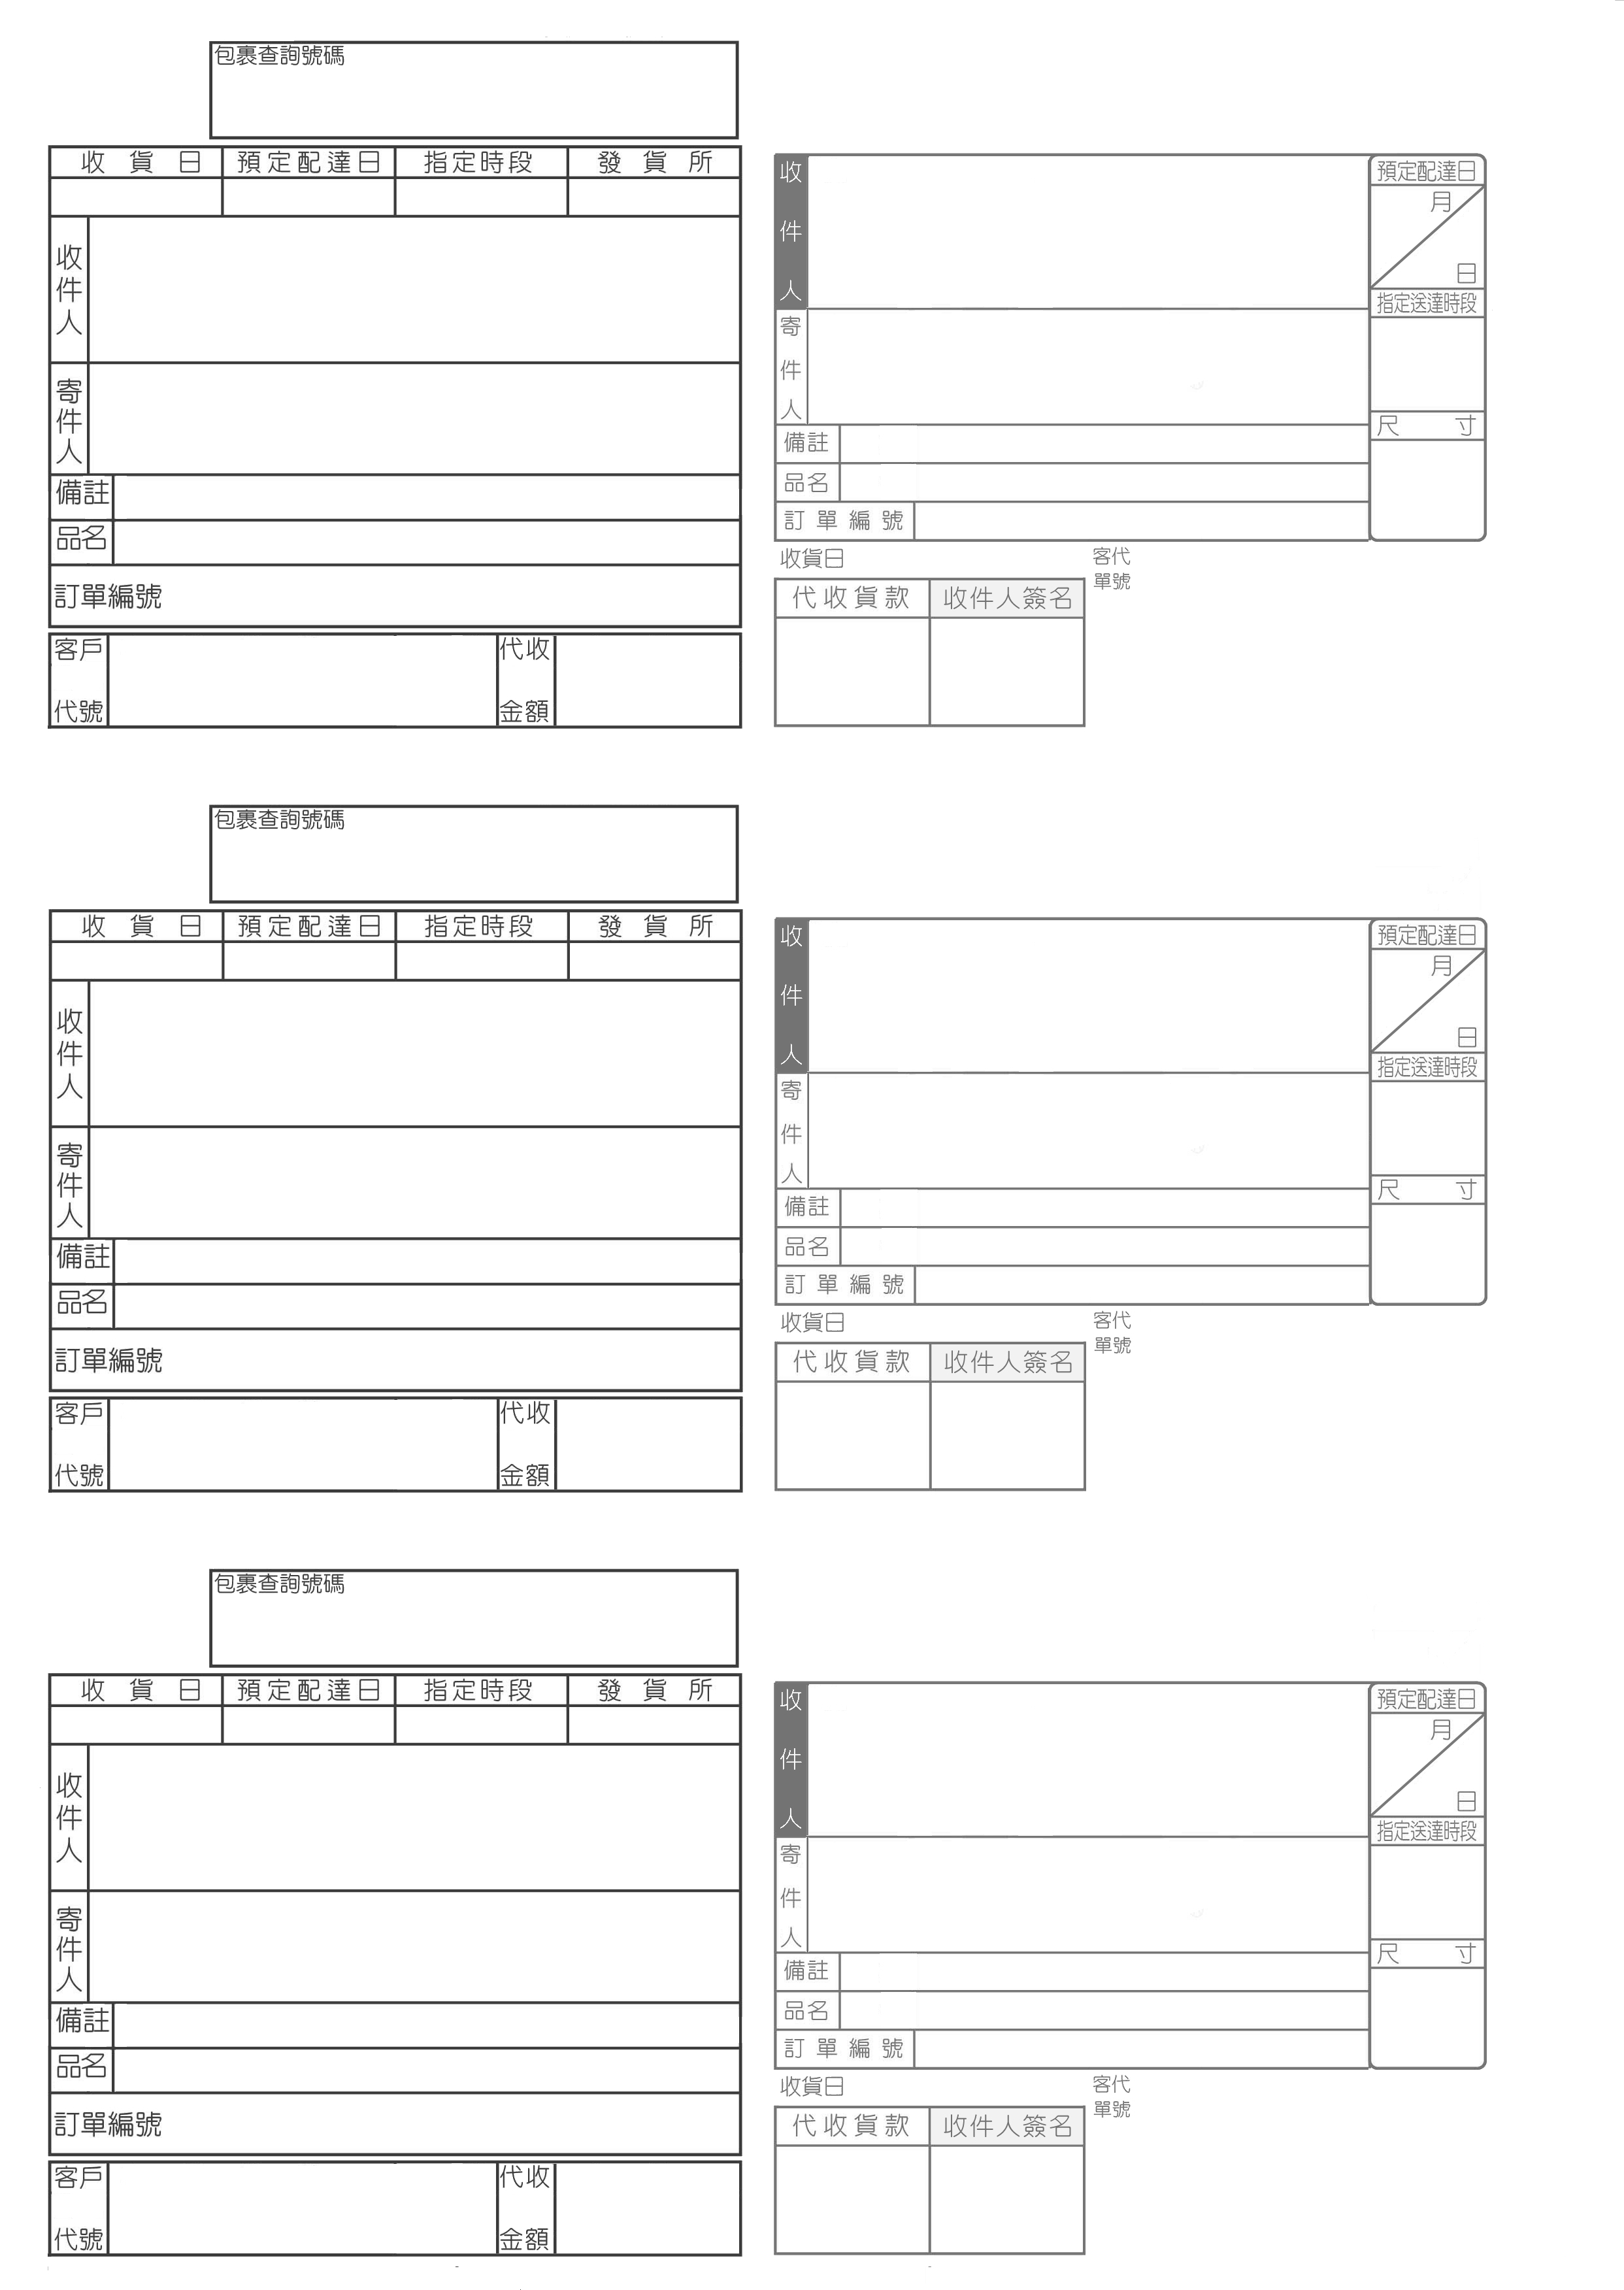 包裹查詢號碼
收貨日 預定配達日 指定時段 發貨所
收件人
寄件人
備註
品名
訂單編號
客戶代號 代收金額
收件人 預定配達日
月
日
指定送達時段
寄件人
尺寸
備註
品名
訂單編號
收貨日 客代
單號
代收貨款 收件人簽名
包裹查詢號碼
收貨日 預定配達日 指定時段 發貨所
收件人
寄件人
備註
品名
訂單編號
客戶代號 代收金額
收件人 預定配達日
月
日
指定送達時段
寄件人
尺寸
備註
品名
訂單編號
收貨日 客代
單號
代收貨款 收件人簽名
包裹查詢號碼
收貨日 預定配達日 指定時段 發貨所
收件人
寄件人
備註
品名
訂單編號
客戶代號 代收金額
收件人 預定配達日
月
日
指定送達時段
寄件人
尺寸
備註
品名
訂單編號
收貨日 客代
單號
代收貨款 收件人簽名